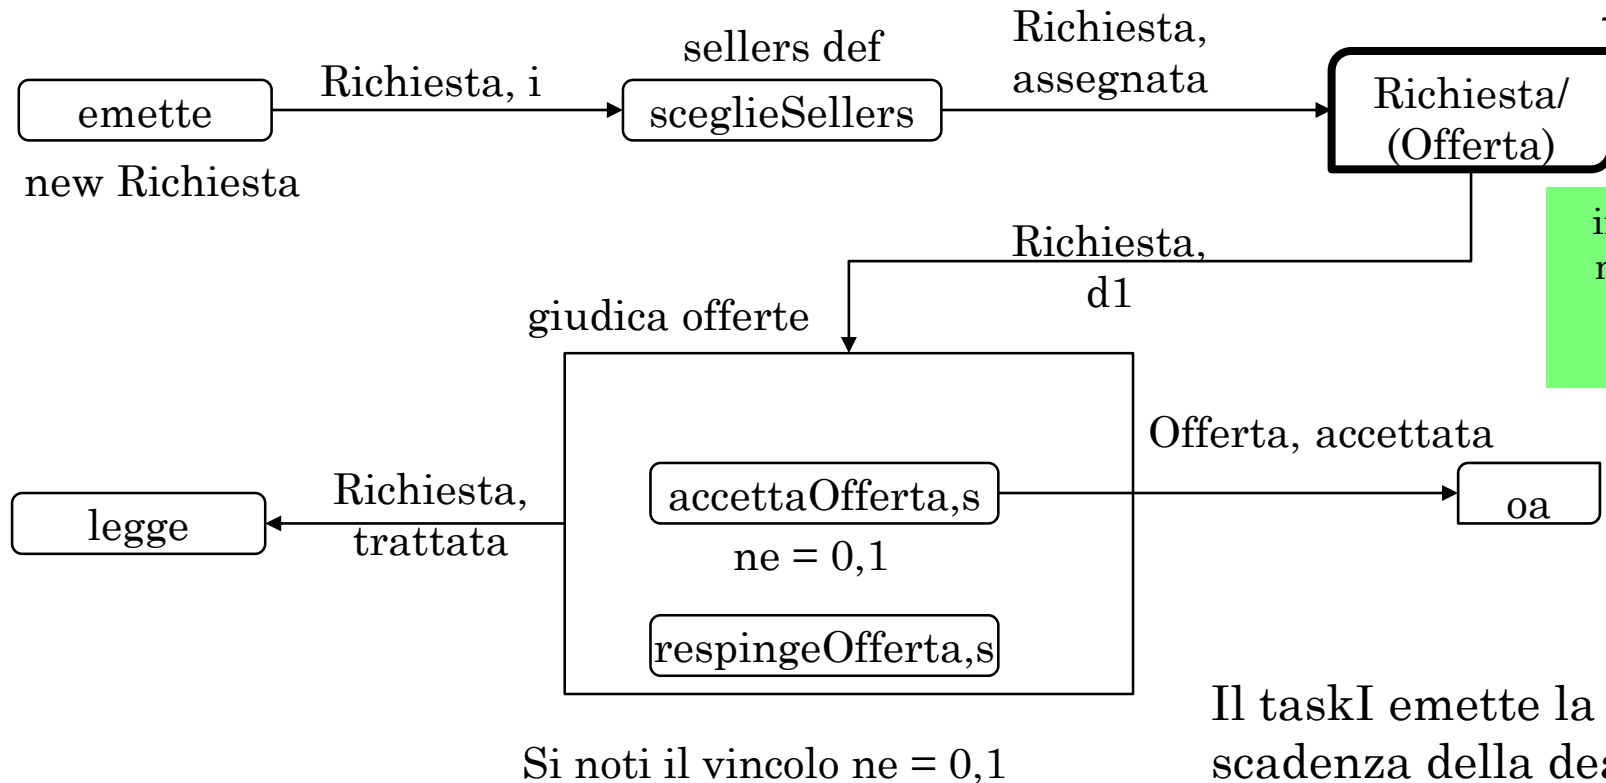 sellers def
Richiesta,
assegnata
emette
Richiesta, i
sceglieSellers
Richiesta/
(Offerta)
new Richiesta
Richiesta,
d1
giudica offerte
Offerta, accettata
accettaOfferta,s
oa
legge
Richiesta,
trattata
ne = 0,1
respingeOfferta,s
Il taskI emette la
scadenza della
Si noti il vincolo ne = 0,1